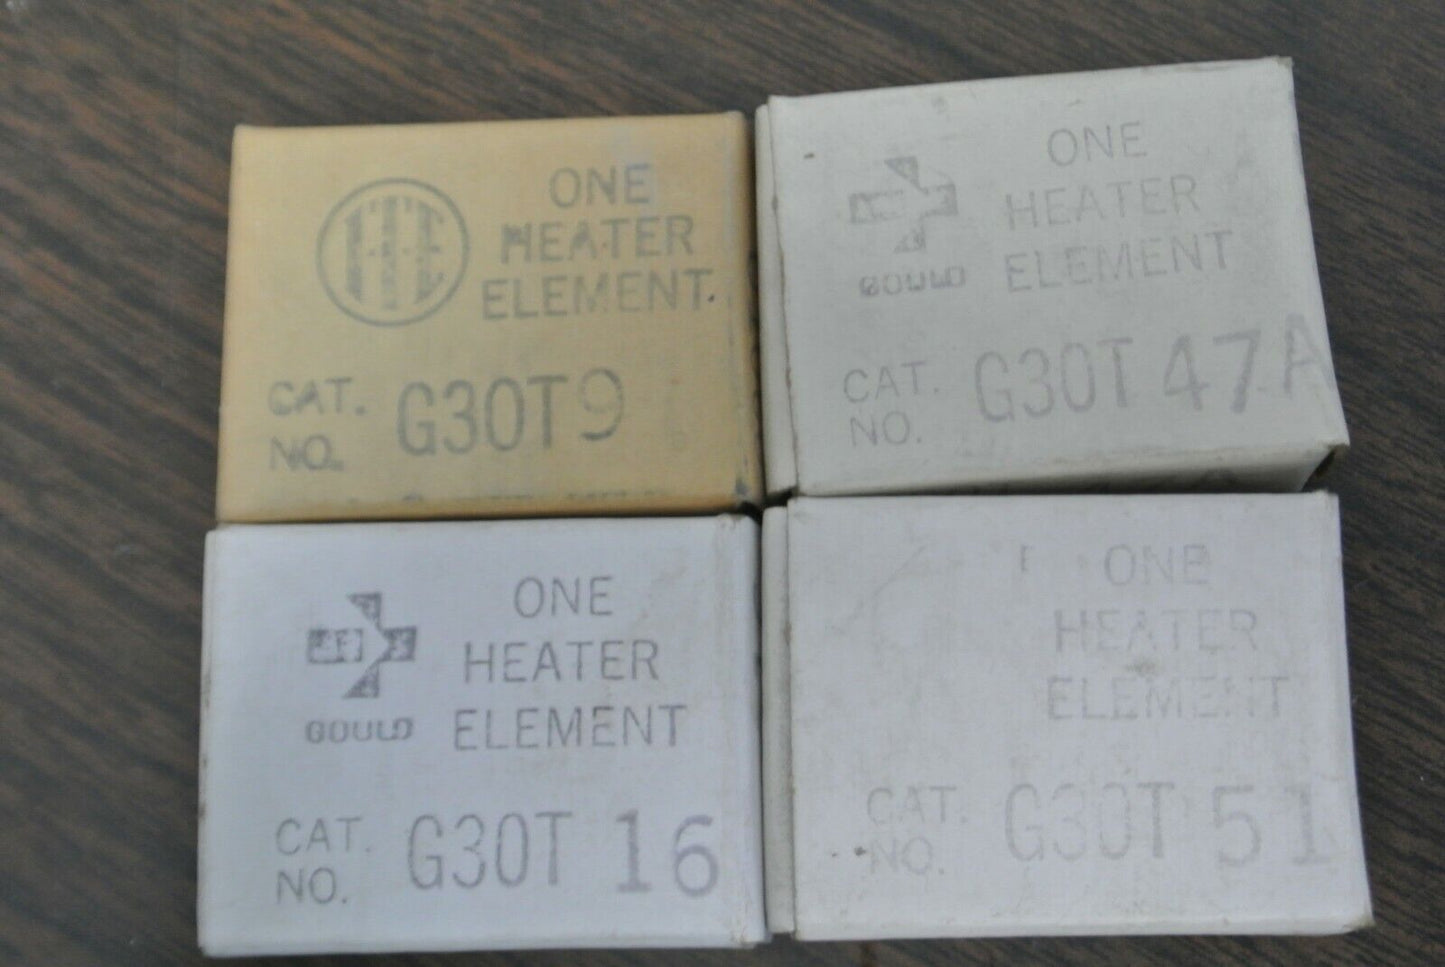 ITE
ONE
HEATER
ELEMENT
CAT.
NO.
G30T9
GOULD
ONE
HEATER
ELEMENT
CAT.
NO.
G30T 47A
GOULD
ONE
HEATER
ELEMENT
CAT.
NO.
G30T 16
ONE
HEATER
ELEMENT
CAT.
NO.
G30T 51